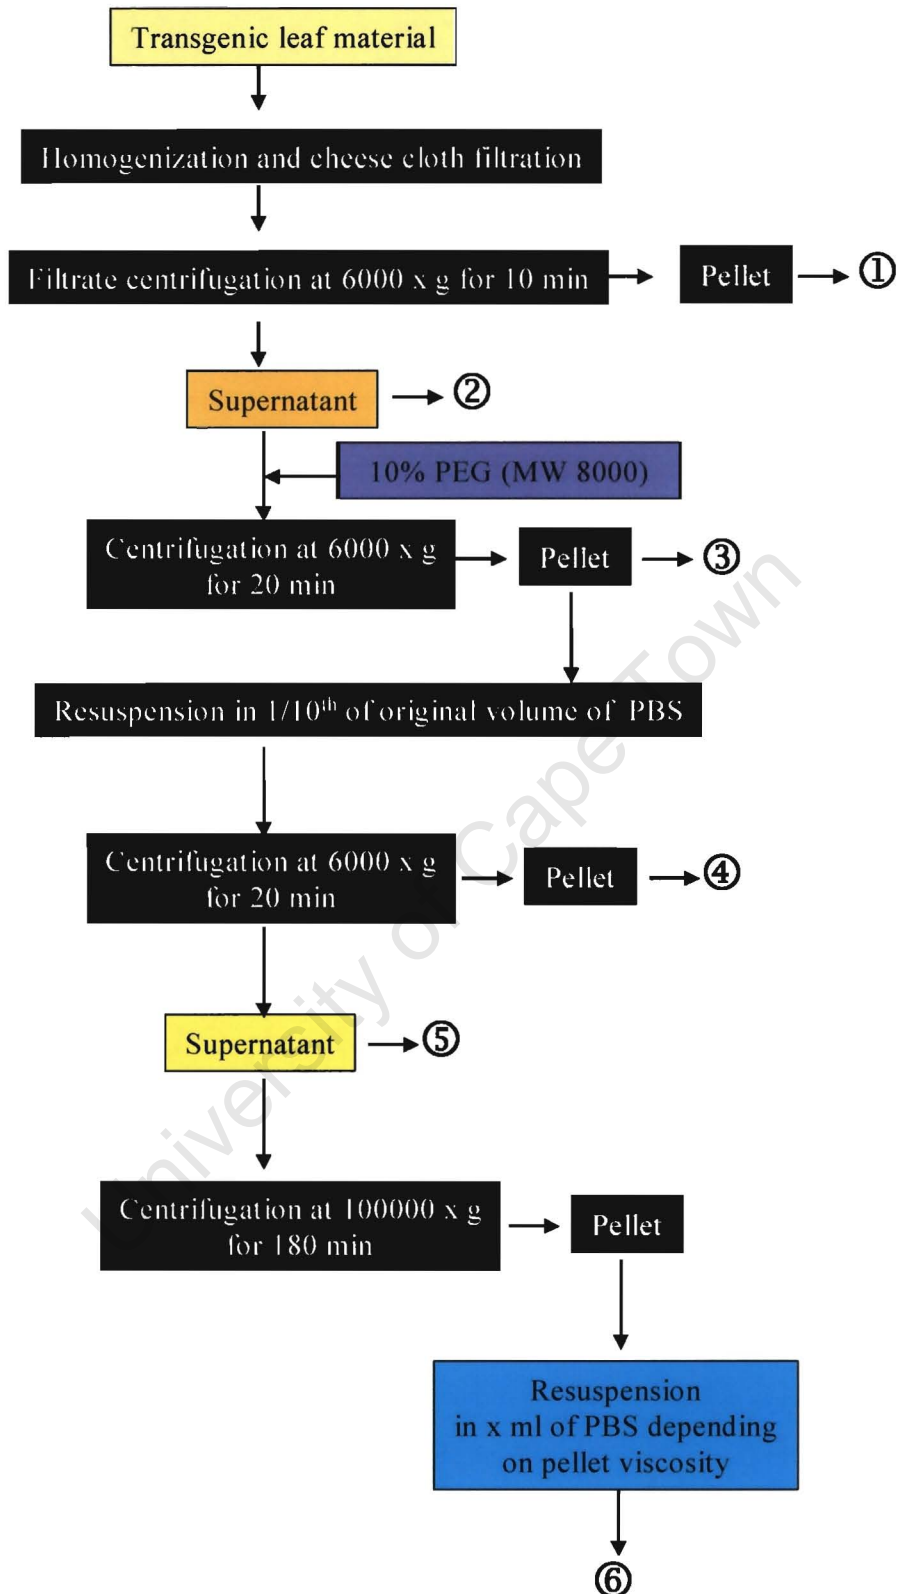 Transgenic leaf material
Homogenization and cheese cloth filtration
Filtrate centrifugation at 6000 x g for 10 min
Pellet
①
Supernatant
②
10% PEG (MW 8000)
Centrifugation at 6000 x g
for 20 min
Pellet
③
Resuspension in 1/10th of original volume of PBS
Centrifugation at 6000 x g
for 20 min
Pellet
④
Supernatant
⑤
Centrifugation at 100000 x g
for 180 min
Pellet
Resuspension
in x ml of PBS depending
on pellet viscosity
⑥
University of Cape Town